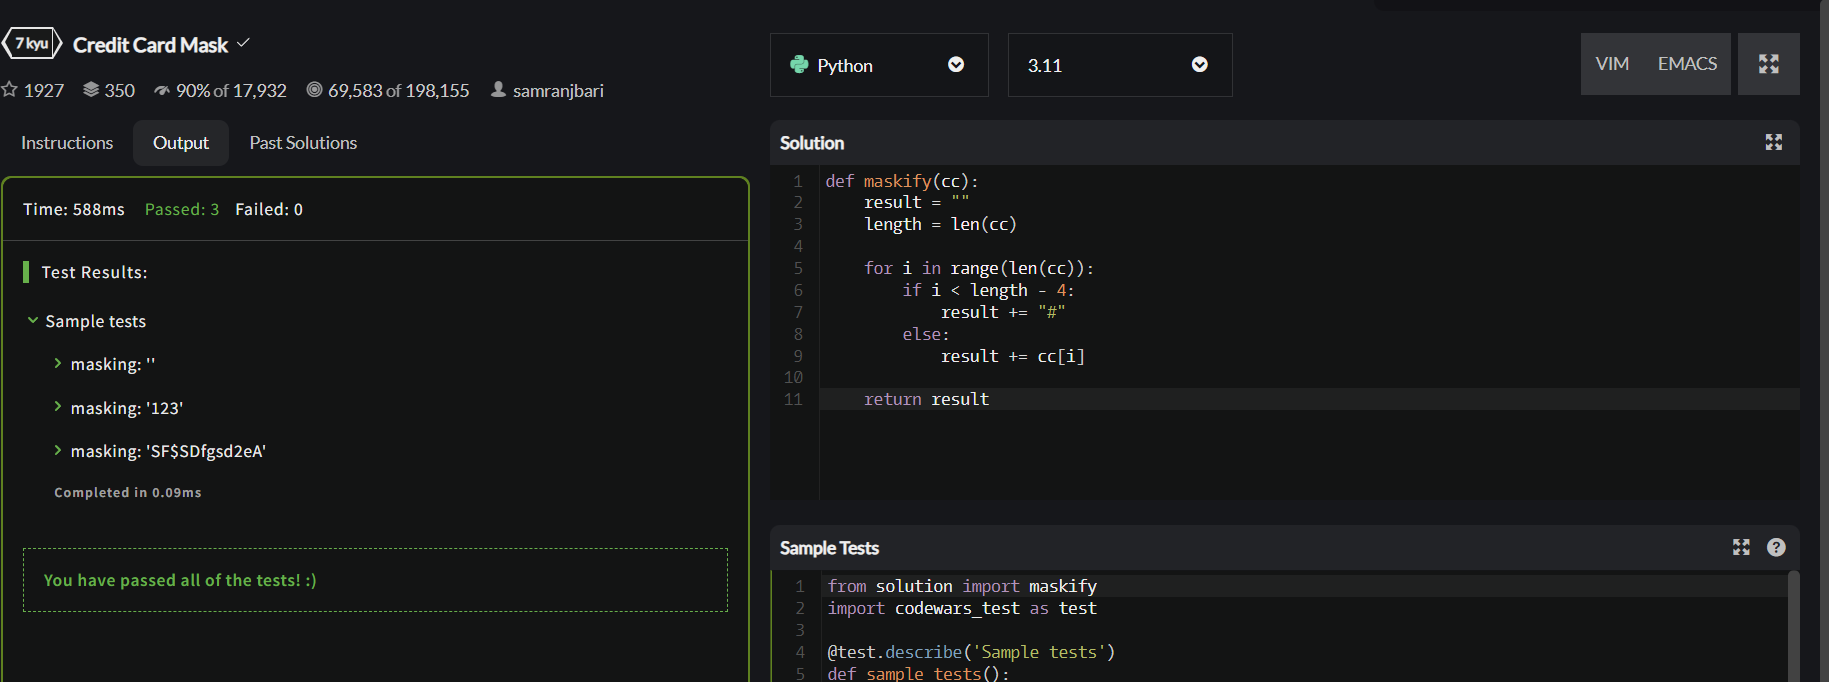 7 kyu Credit Card Mask
1927 350 90% of 17,932 69,583 of 198,155 samranjbari
Instructions Output Past Solutions
Time: 588ms Passed: 3 Failed: 0
Test Results:
Sample tests
masking: ''
masking: '123'
masking: 'SF$SDfgsd2eA'
Completed in 0.09ms
You have passed all of the tests! :)
Python 3.11 VIM EMACS
Solution
1 def maskify(cc):
2     result = ""
3     length = len(cc)
4
5     for i in range(len(cc)):
6         if i < length - 4:
7             result += "#"
8         else:
9             result += cc[i]
10
11     return result
Sample Tests
1 from solution import maskify
2 import codewars_test as test
3
4 @test.describe('Sample tests')
5 def sample_tests():